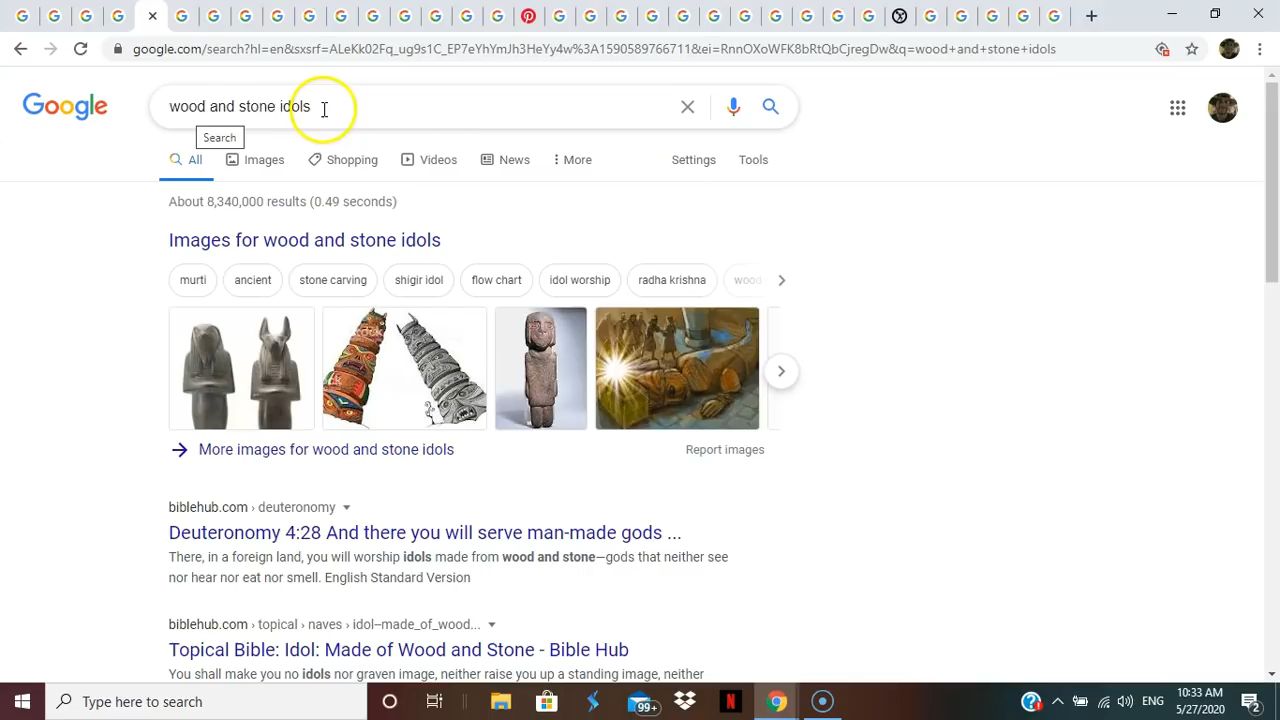 google.com/search?hl=en&sxsrf=ALeKk02Fq_ug9s1C_EP7eYhYmJh3HeYy4w%3A1590589766711&ei=RnnOXoWFK8bRtQbCjregDw&q=wood+and+stone+idols
Google
wood and stone idols
Search
All Images Shopping Videos News More Settings Tools
About 8,340,000 results (0.49 seconds)
Images for wood and stone idols
murti ancient stone carving shigir idol flow chart idol worship radha krishna wood
More images for wood and stone idols Report images
biblehub.com › deuteronomy
Deuteronomy 4:28 And there you will serve man-made gods ...
There, in a foreign land, you will worship idols made from wood and stone—gods that neither see
nor hear nor eat nor smell. English Standard Version
biblehub.com › topical › naves › idol--made_of_wood...
Topical Bible: Idol: Made of Wood and Stone - Bible Hub
You shall make you no idols nor graven image, neither raise you up a standing image, neither
Type here to search
99+
N
ENG
10:33 AM
5/27/2020
2